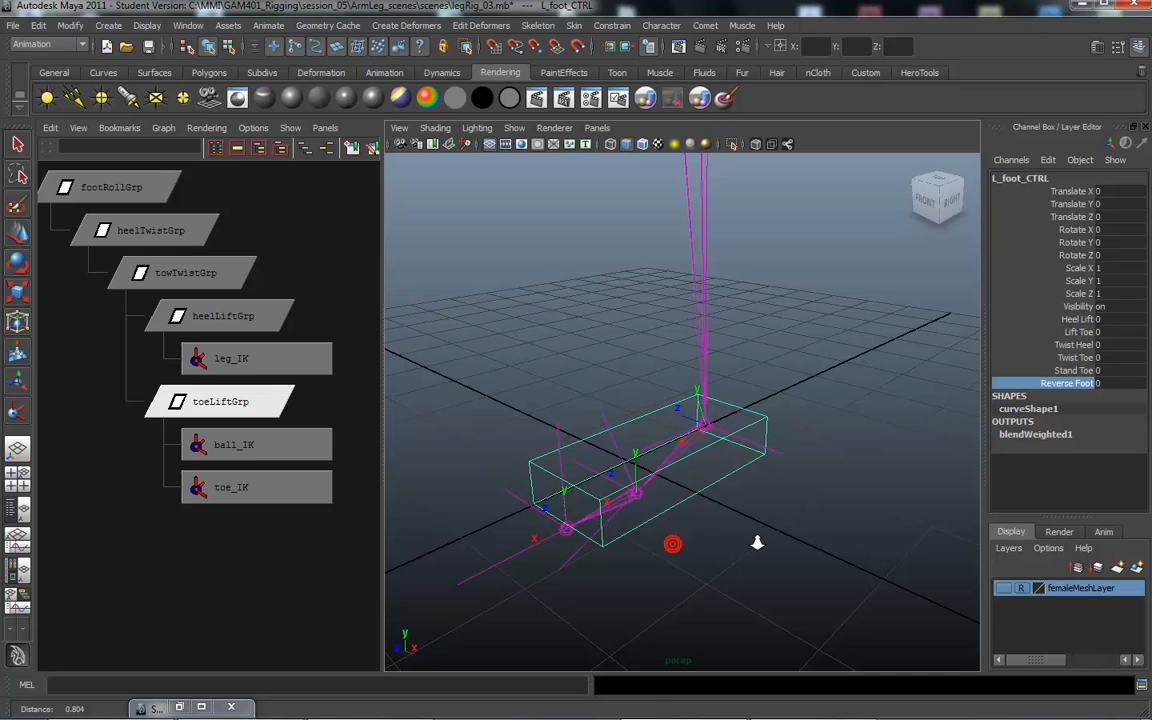 Autodesk Maya 2011 - Student Version: C:\MMI\GAM401_Rigging\session_05\ArmLeg_scenes\scenes\legRig_03.mb* --- L_foot_CTRL
File Edit Modify Create Display Window Assets Animate Geometry Cache Create Deformers Edit Deformers Skeleton Skin Constrain Character Comet Muscle Help
Animation X: Y: Z:
General Curves Surfaces Polygons Subdivs Deformation Animation Dynamics Rendering PaintEffects Toon Muscle Fluids Fur Hair nCloth Custom HeroTools
Edit View Bookmarks Graph Rendering Options Show Panels
View Shading Lighting Show Renderer Panels
Channel Box / Layer Editor
Channels Edit Object Show
footRollGrp
heelTwistGrp
towTwistGrp
heelLiftGrp
leg_IK
toeLiftGrp
ball_IK
toe_IK
FRONT RIGHT
y
z
x
y
z
x
y
z
x
y
z x
persp
L_foot_CTRL
Translate X 0
Translate Y 0
Translate Z 0
Rotate X 0
Rotate Y 0
Rotate Z 0
Scale X 1
Scale Y 1
Scale Z 1
Visibility on
Heel Lift 0
Lift Toe 0
Twist Heel 0
Twist Toe 0
Stand Toe 0
Reverse Foot 0
SHAPES
curveShape1
OUTPUTS
blendWeighted1
Display Render Anim
Layers Options Help
R femaleMeshLayer
MEL
Distance: 0.804
S...